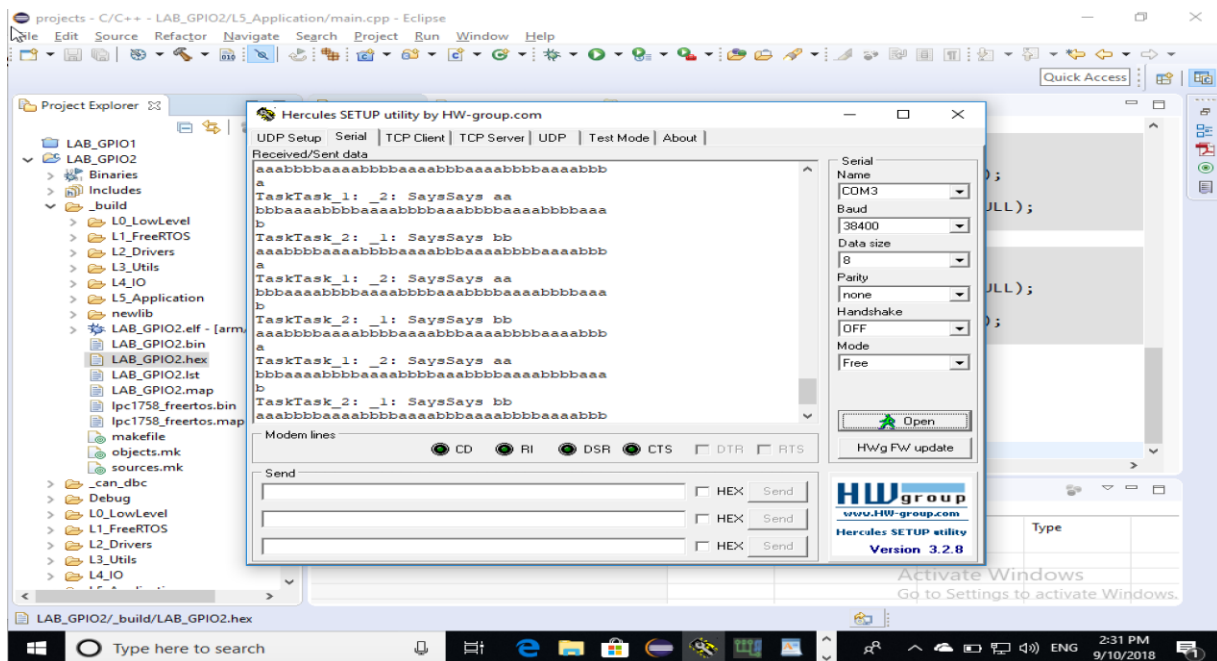 projects - C/C++ - LAB_GPIO2/L5_Application/main.cpp - Eclipse
File Edit Source Refactor Navigate Search Project Run Window Help
Quick Access
Project Explorer
LAB_GPIO1
LAB_GPIO2
Binaries
Includes
_build
L0_LowLevel
L1_FreeRTOS
L2_Drivers
L3_Utils
L4_IO
L5_Application
newlib
LAB_GPIO2.elf - [arm/
LAB_GPIO2.bin
LAB_GPIO2.hex
LAB_GPIO2.lst
LAB_GPIO2.map
lpc1758_freertos.bin
lpc1758_freertos.map
makefile
objects.mk
sources.mk
_can_dbc
Debug
L0_LowLevel
L1_FreeRTOS
L2_Drivers
L3_Utils
L4_IO
Hercules SETUP utility by HW-group.com
UDP Setup Serial TCP Client TCP Server UDP Test Mode About
Received/Sent data
aaabbbbaaaabbbbaaaabbbaaaabbbbaaaabbb
a
TaskTask_1: _2: SaysSays aa
bbbaaaabbbbaaaabbbbaaabbbbaaaabbbbaaa
b
TaskTask_2: _1: SaysSays bb
aaabbbbaaaabbbbaaaabbbaaaabbbbaaaabbb
a
TaskTask_1: _2: SaysSays aa
bbbaaaabbbbaaaabbbbaaabbbbaaaabbbbaaa
b
TaskTask_2: _1: SaysSays bb
aaabbbbaaaabbbbaaaabbbaaaabbbbaaaabbb
a
TaskTask_1: _2: SaysSays aa
bbbaaaabbbbaaaabbbbaaabbbbaaaabbbbaaa
b
TaskTask_2: _1: SaysSays bb
aaabbbbaaaabbbbaaaabbbaaaabbbbaaaabbb
Serial
Name
COM3
Baud
38400
Data size
8
Parity
none
Handshake
OFF
Mode
Free
Open
HWg FW update
Modem lines
CD RI DSR CTS DTR RTS
Send
HEX Send
HEX Send
HEX Send
HW group
www.HW-group.com
Hercules SETUP utility
Version 3.2.8
);
ULL);
ULL);
);
Type
Activate Windows
Go to Settings to activate Windows.
LAB_GPIO2/_build/LAB_GPIO2.hex
Type here to search
ENG
2:31 PM
9/10/2018